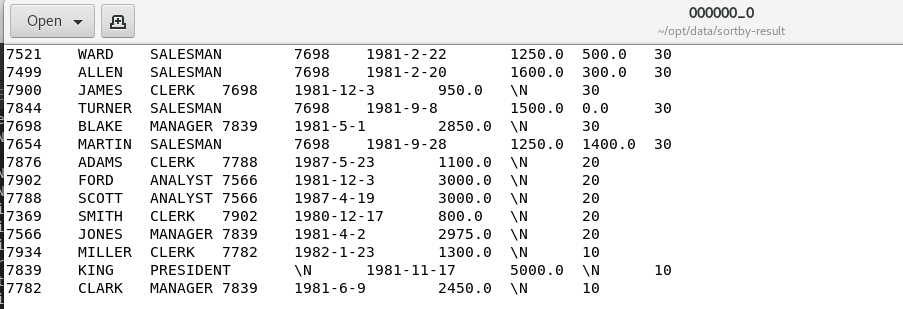 Open
000000_0
~/opt/data/sortby-result
7521	WARD	SALESMAN	7698	1981-2-22	1250.0	500.0	30
7499	ALLEN	SALESMAN	7698	1981-2-20	1600.0	300.0	30
7900	JAMES	CLERK	7698	1981-12-3	950.0	\N	30
7844	TURNER	SALESMAN	7698	1981-9-8	1500.0	0.0	30
7698	BLAKE	MANAGER	7839	1981-5-1	2850.0	\N	30
7654	MARTIN	SALESMAN	7698	1981-9-28	1250.0	1400.0	30
7876	ADAMS	CLERK	7788	1987-5-23	1100.0	\N	20
7902	FORD	ANALYST	7566	1981-12-3	3000.0	\N	20
7788	SCOTT	ANALYST	7566	1987-4-19	3000.0	\N	20
7369	SMITH	CLERK	7902	1980-12-17	800.0	\N	20
7566	JONES	MANAGER	7839	1981-4-2	2975.0	\N	20
7934	MILLER	CLERK	7782	1982-1-23	1300.0	\N	10
7839	KING	PRESIDENT	\N	1981-11-17	5000.0	\N	10
7782	CLARK	MANAGER	7839	1981-6-9	2450.0	\N	10